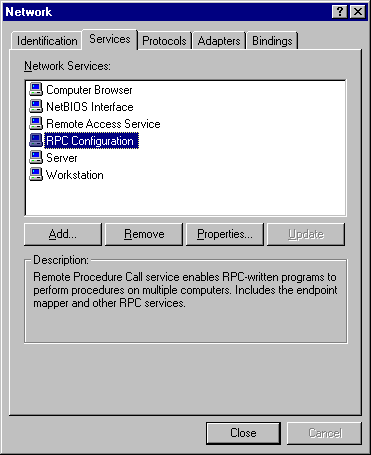 Network
Identification Services Protocols Adapters Bindings
Network Services:
Computer Browser
NetBIOS Interface
Remote Access Service
RPC Configuration
Server
Workstation
Add... Remove Properties... Update
Description:
Remote Procedure Call service enables RPC-written programs to
perform procedures on multiple computers. Includes the endpoint
mapper and other RPC services.
Close Cancel